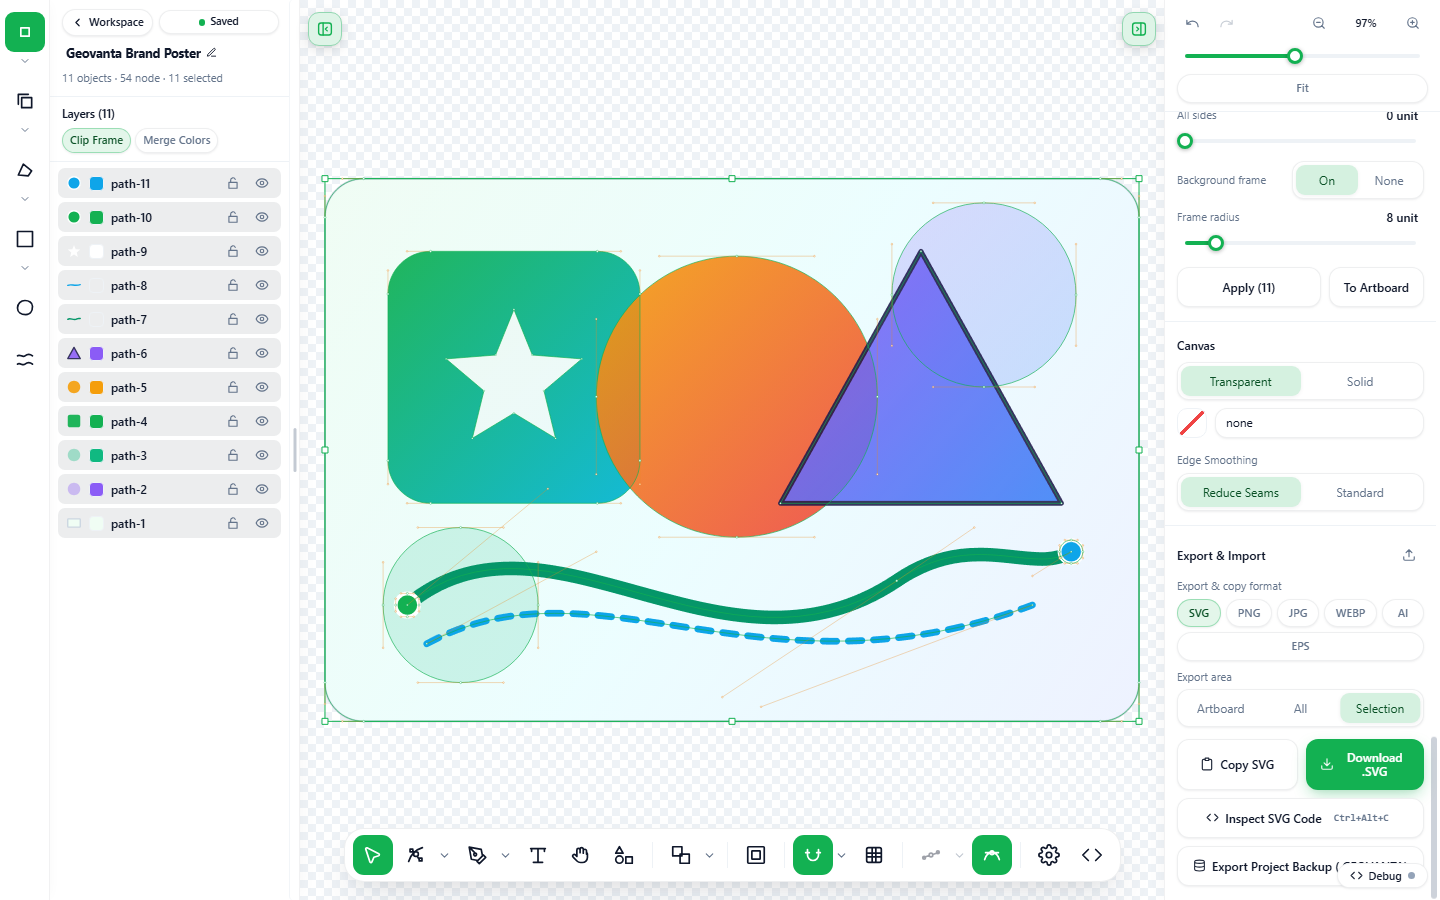 Workspace
Saved
Geovanta Brand Poster
11 objects · 54 node · 11 selected
Layers (11)
Clip Frame
Merge Colors
path-11
path-10
path-9
path-8
path-7
path-6
path-5
path-4
path-3
path-2
path-1
97%
Fit
All sides
0 unit
Background frame
On
None
Frame radius
8 unit
Apply (11)
To Artboard
Canvas
Transparent
Solid
none
Edge Smoothing
Reduce Seams
Standard
Export & Import
Export & copy format
SVG
PNG
JPG
WEBP
AI
EPS
Export area
Artboard
All
Selection
Copy SVG
Download
.SVG
Inspect SVG Code Ctrl+Alt+C
Export Project Backup (
Debug